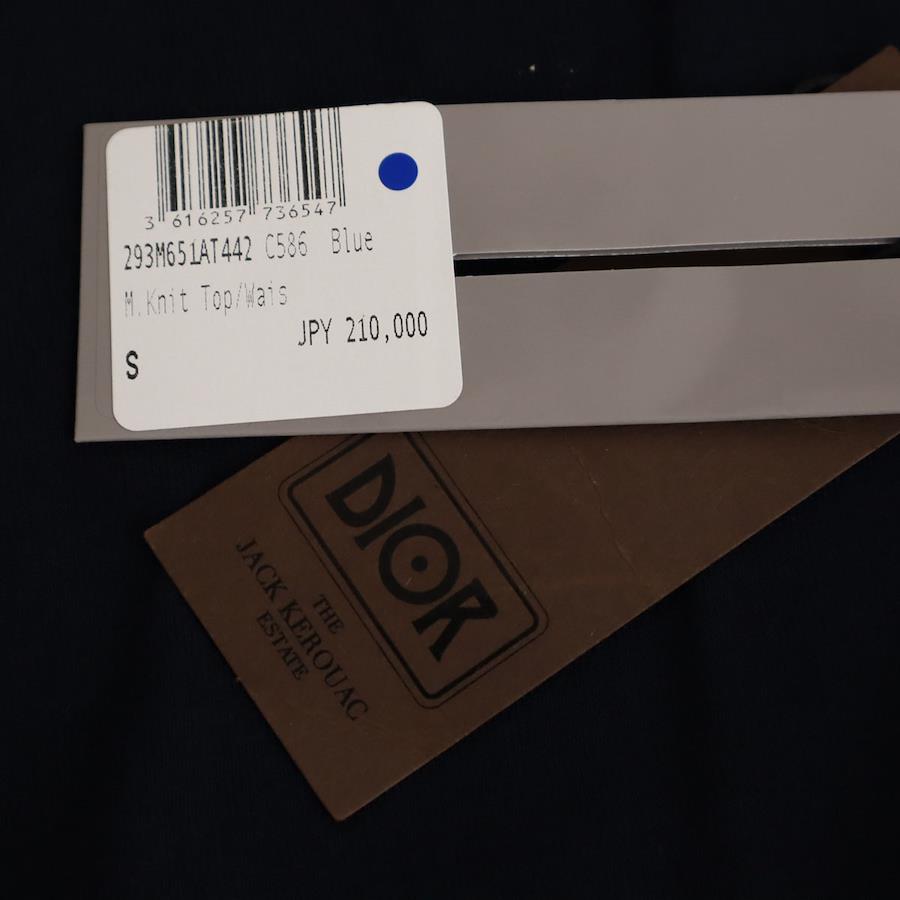 3 616257 736547
293M651AT442 C586 Blue
M.Knit Top/Wais
JPY 210,000
S
DIOR
THE
JACK KEROUAC
ESTATE